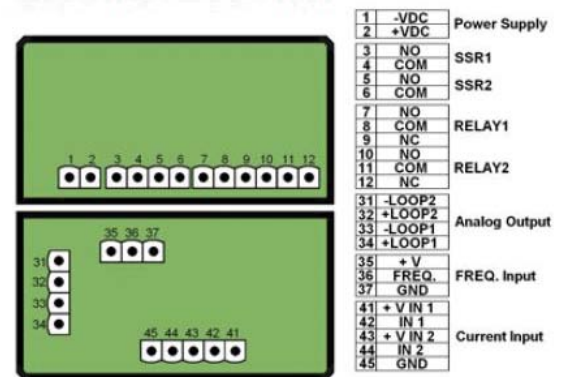 1 -VDC
2 +VDC
Power Supply
3 NO
4 COM
SSR1
5 NO
6 COM
SSR2
7 NO
8 COM
9 NC
RELAY1
10 NO
11 COM
12 NC
RELAY2
31 -LOOP2
32 +LOOP2
33 -LOOP1
34 +LOOP1
Analog Output
35 + V
36 FREQ.
37 GND
FREQ. Input
41 + V IN 1
42 IN 1
43 + V IN 2
44 IN 2
45 GND
Current Input
1 2 3 4 5 6 7 8 9 10 11 12
35 36 37
31
32
33
34
45 44 43 42 41